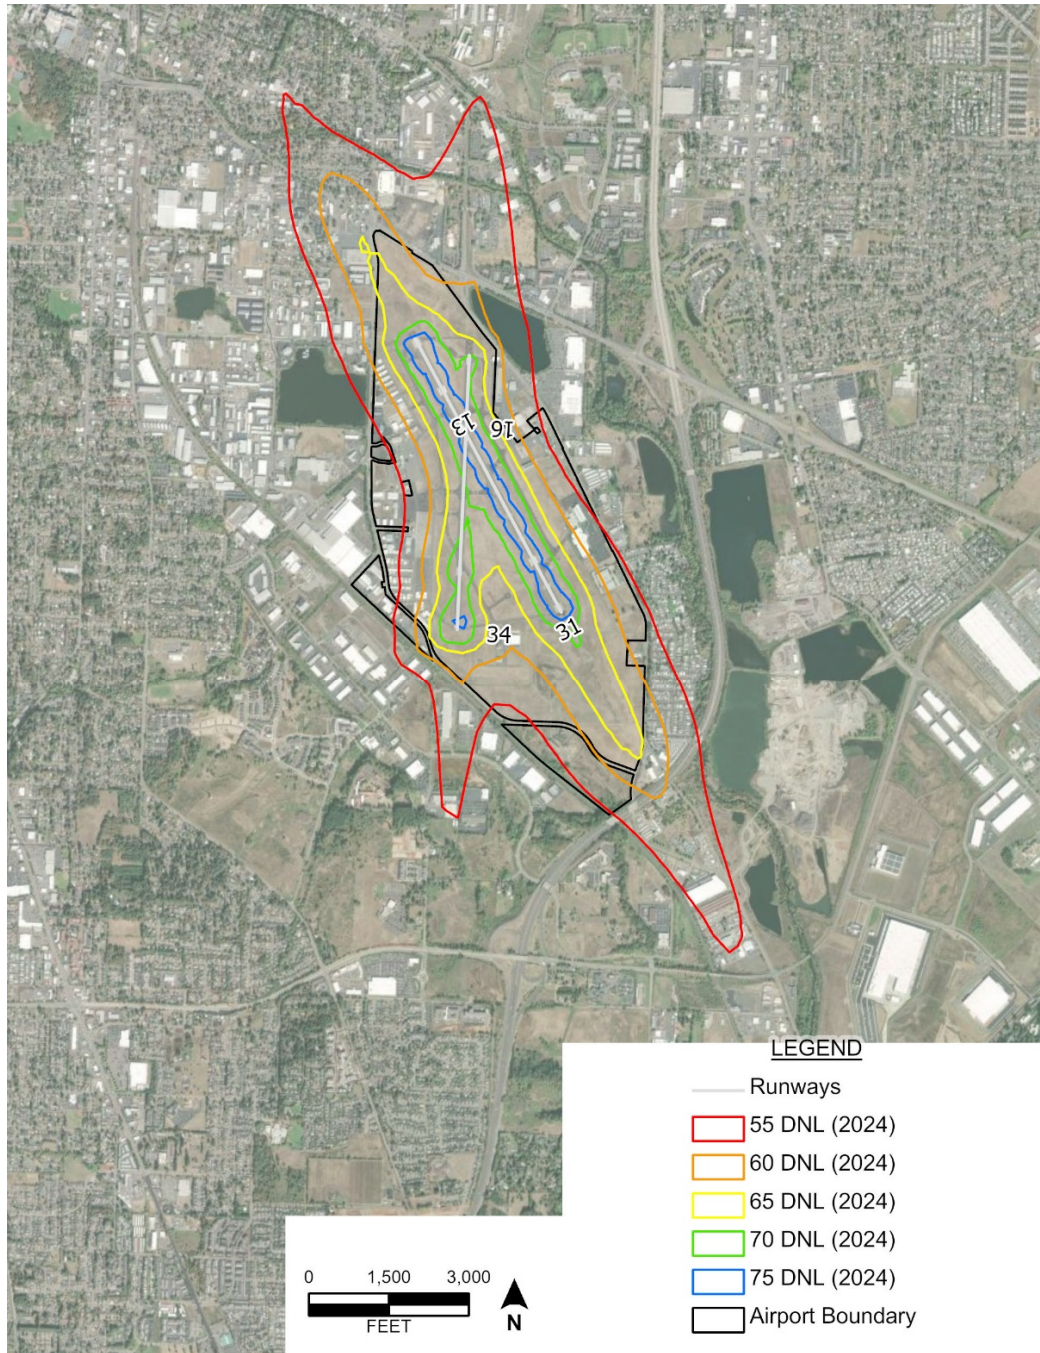 13
16
34
31
LEGEND
Runways
55 DNL (2024)
60 DNL (2024)
65 DNL (2024)
70 DNL (2024)
75 DNL (2024)
Airport Boundary
0 1,500 3,000
FEET
N